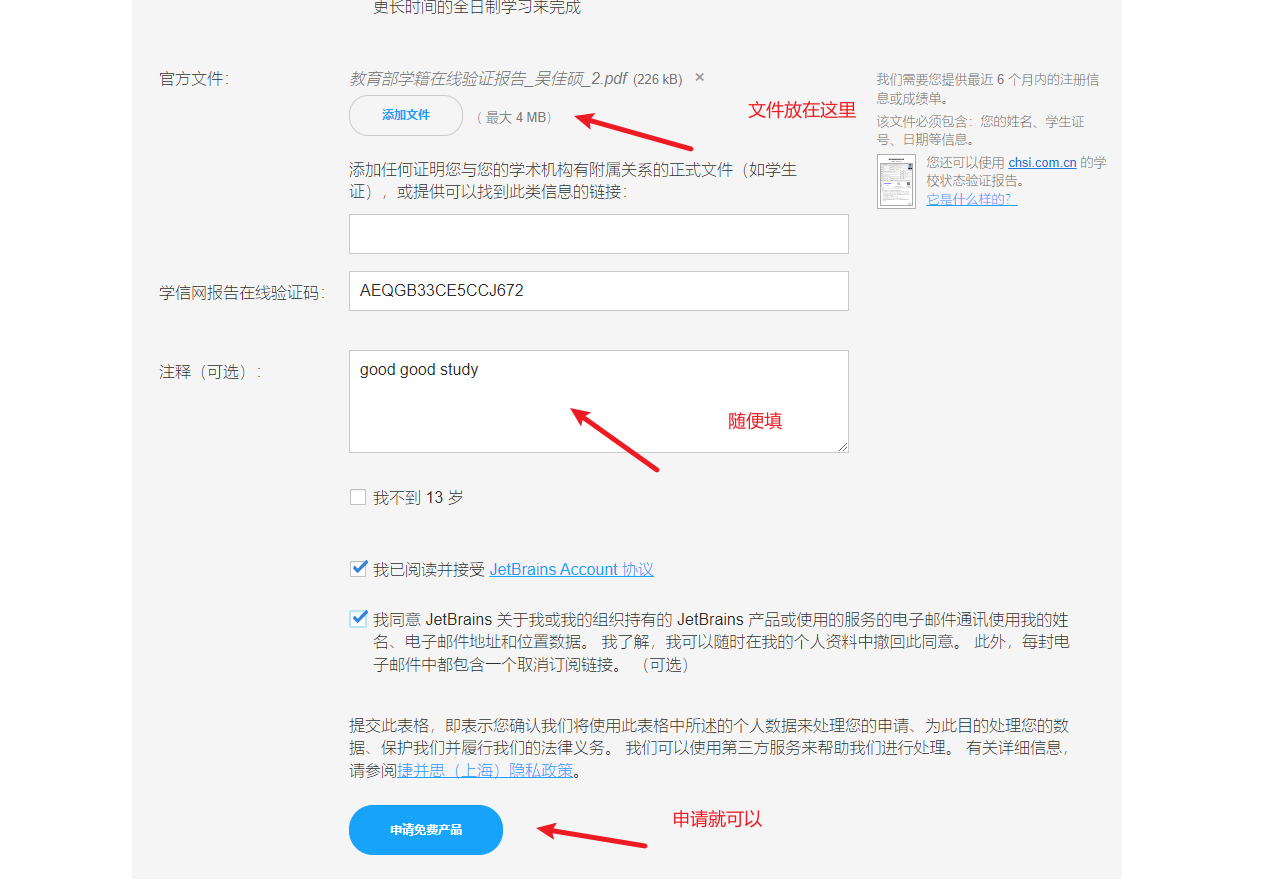 更长时间的全日制学习来完成
官方文件:
教育部学籍在线验证报告_吴佳硕_2.pdf (226 kB) ×
添加文件
( 最大 4 MB)
文件放在这里
我们需要您提供最近 6 个月内的注册信
息或成绩单。
该文件必须包含：您的姓名、学生证
号、日期等信息。
您还可以使用 chsi.com.cn 的学
校状态验证报告。
它是什么样的？
添加任何证明您与您的学术机构有附属关系的正式文件（如学生
证），或提供可以找到此类信息的链接:
学信网报告在线验证码:
AEQGB33CE5CCJ672
注释（可选）:
good good study
随便填
我不到 13 岁
我已阅读并接受 JetBrains Account 协议
我同意 JetBrains 关于我或我的组织持有的 JetBrains 产品或使用的服务的电子邮件通讯使用我的姓
名、电子邮件地址和位置数据。 我了解，我可以随时在我的个人资料中撤回此同意。 此外，每封电
子邮件中都包含一个取消订阅链接。 （可选）
提交此表格，即表示您确认我们将使用此表格中所述的个人数据来处理您的申请、为此目的处理您的数
据、保护我们并履行我们的法律义务。 我们可以使用第三方服务来帮助我们进行处理。 有关详细信息，
请参阅捷并思（上海）隐私政策。
申请免费产品
申请就可以